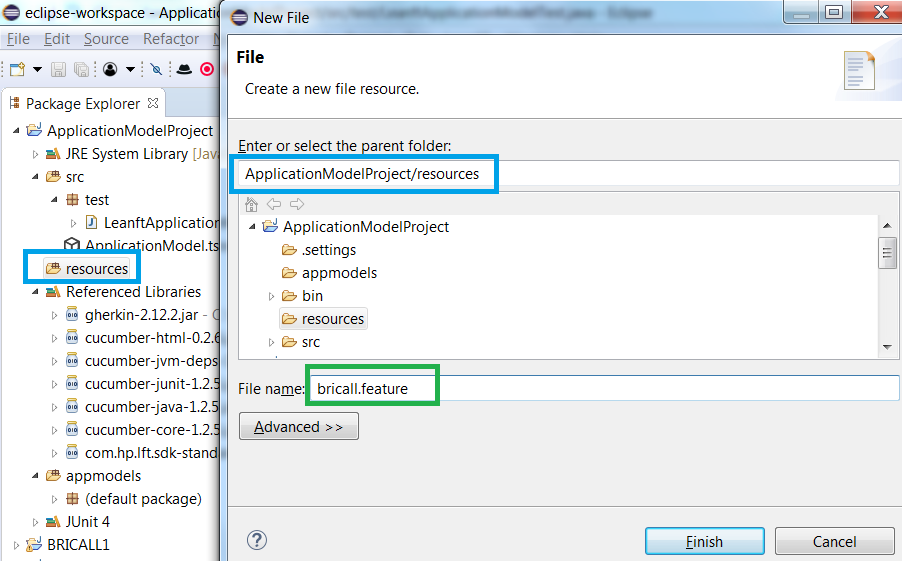 eclipse-workspace - Application
File Edit Source Refactor N
Package Explorer
ApplicationModelProject
JRE System Library [Java
src
test
LeanftApplication
ApplicationModel.ts
resources
Referenced Libraries
gherkin-2.12.2.jar - C
cucumber-html-0.2.6
cucumber-jvm-deps
cucumber-junit-1.2.5
cucumber-java-1.2.5
cucumber-core-1.2.5
com.hp.lft.sdk-stand
appmodels
(default package)
JUnit 4
BRICALL1
New File
File
Create a new file resource.
Enter or select the parent folder:
ApplicationModelProject/resources
ApplicationModelProject
.settings
appmodels
bin
resources
src
File name: bricall.feature
Advanced >>
Finish Cancel